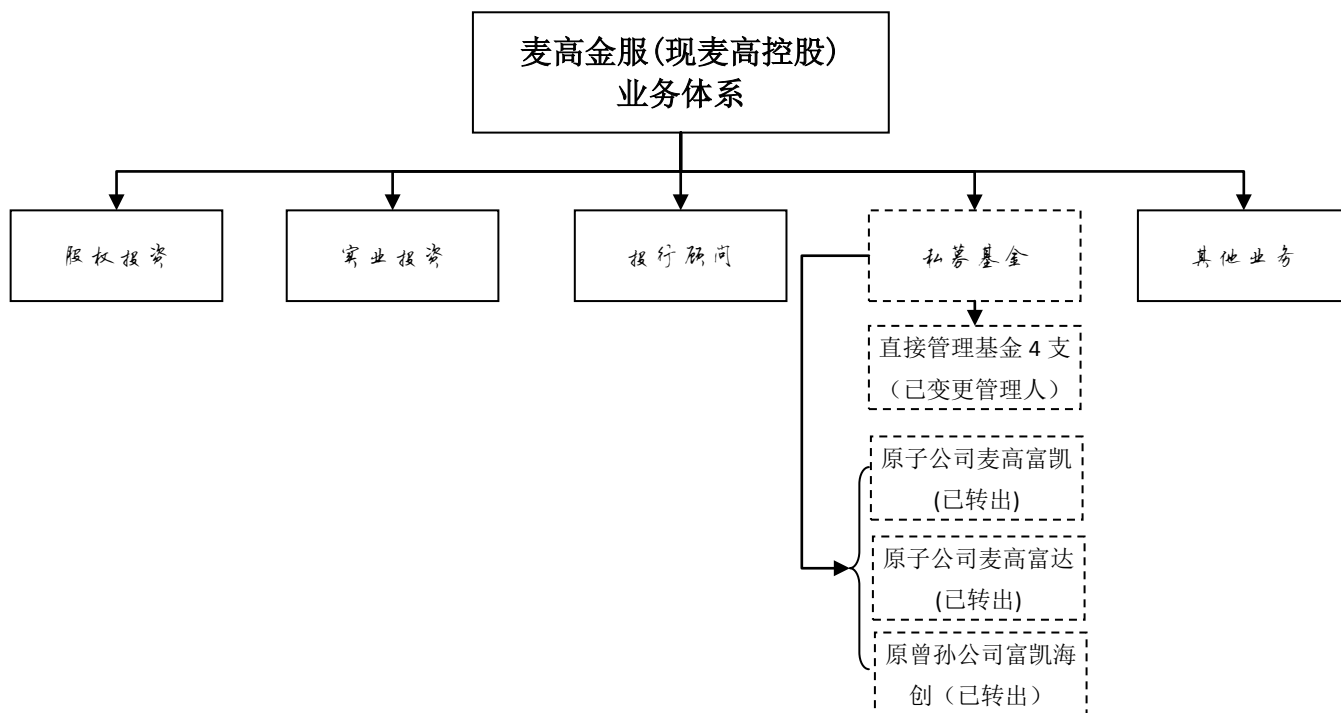 麦高金服(现麦高控股)
业务体系
股权投资
实业投资
投行顾问
私募基金
其他业务
直接管理基金 4 支
（已变更管理人）
原子公司麦高富凯
(已转出)
原子公司麦高富达
(已转出)
原曾孙公司富凯海
创（已转出）